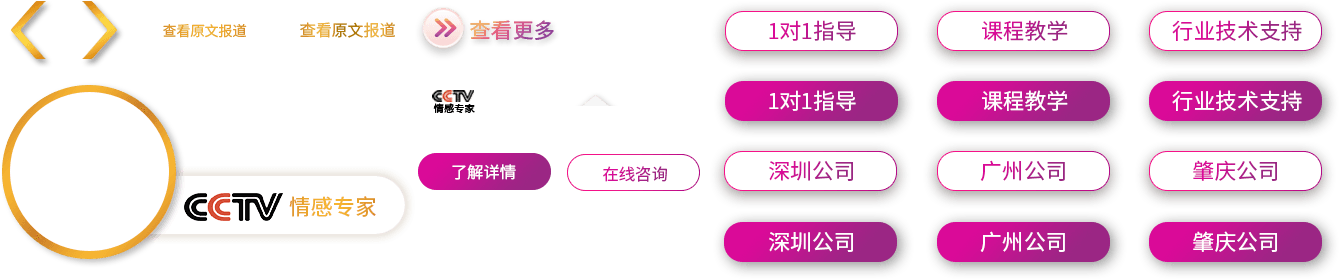 查看原文报道
查看原文报道
查看更多
CCTV
情感专家
CCTV 情感专家
了解详情
在线咨询
1对1指导
课程教学
行业技术支持
1对1指导
课程教学
行业技术支持
深圳公司
广州公司
肇庆公司
深圳公司
广州公司
肇庆公司